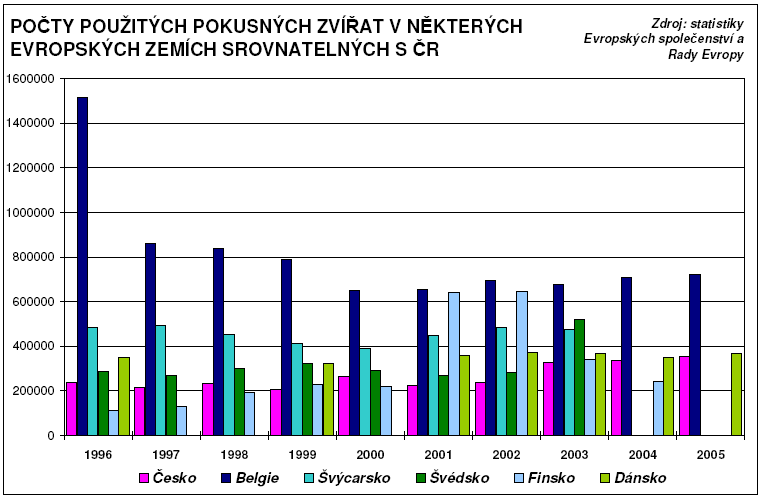 POČTY POUŽITÝCH POKUSNÝCH ZVÍŘAT V NĚKTERÝCH
EVROPSKÝCH ZEMÍCH SROVNATELNÝCH S ČR
Zdroj: statistiky
Evropských společenství a
Rady Evropy
1600000
1400000
1200000
1000000
800000
600000
400000
200000
0
1996 1997 1998 1999 2000 2001 2002 2003 2004 2005
Česko Belgie Švýcarsko Švédsko Finsko Dánsko